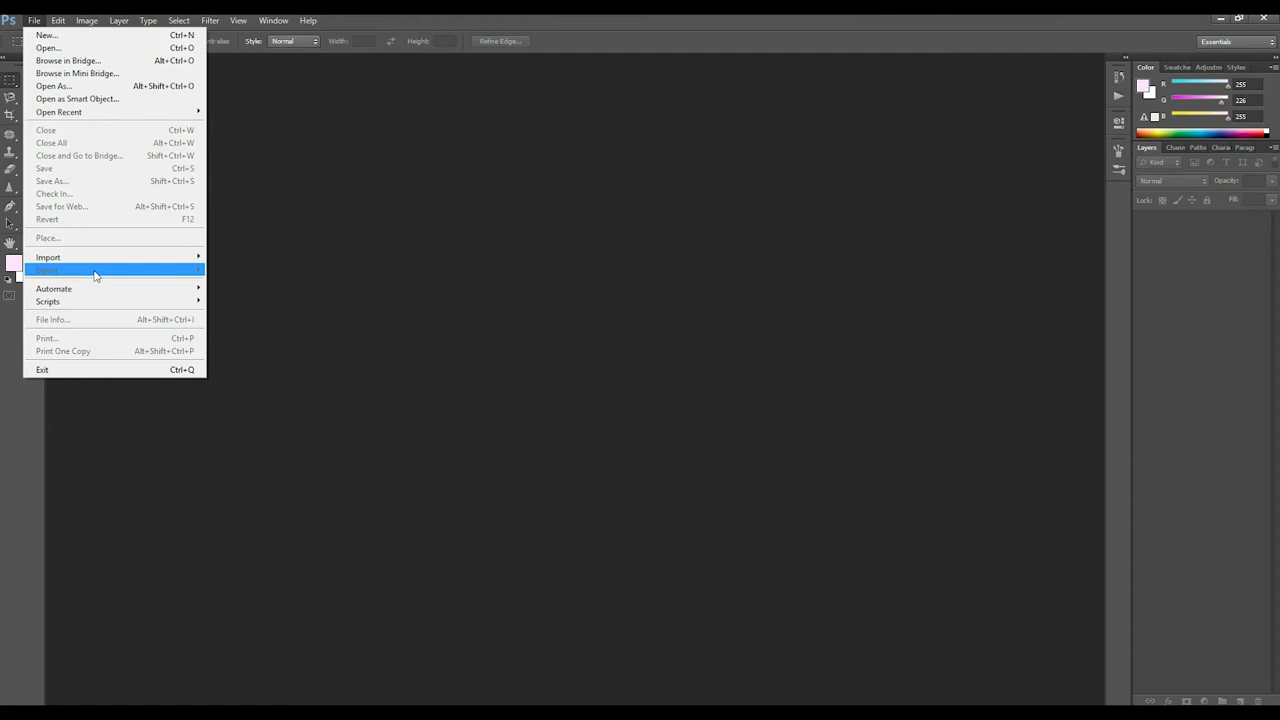 Ps File Edit Image Layer Type Select Filter View Window Help
Style: Normal Width: Height: Refine Edge... Essentials
New... Ctrl+N
Open... Ctrl+O
Browse in Bridge... Alt+Ctrl+O
Browse in Mini Bridge...
Open As... Alt+Shift+Ctrl+O
Open as Smart Object...
Open Recent
Close Ctrl+W
Close All Alt+Ctrl+W
Close and Go to Bridge... Shift+Ctrl+W
Save Ctrl+S
Save As... Shift+Ctrl+S
Check In...
Save for Web... Alt+Shift+Ctrl+S
Revert F12
Place...
Import
Export
Automate
Scripts
File Info... Alt+Shift+Ctrl+I
Print... Ctrl+P
Print One Copy Alt+Shift+Ctrl+P
Exit Ctrl+Q
Color Swatche Adjustm Styles
R 255
G 226
B 255
Layers Chann Paths Chara Paragr
Kind
Normal Opacity:
Lock: Fill: